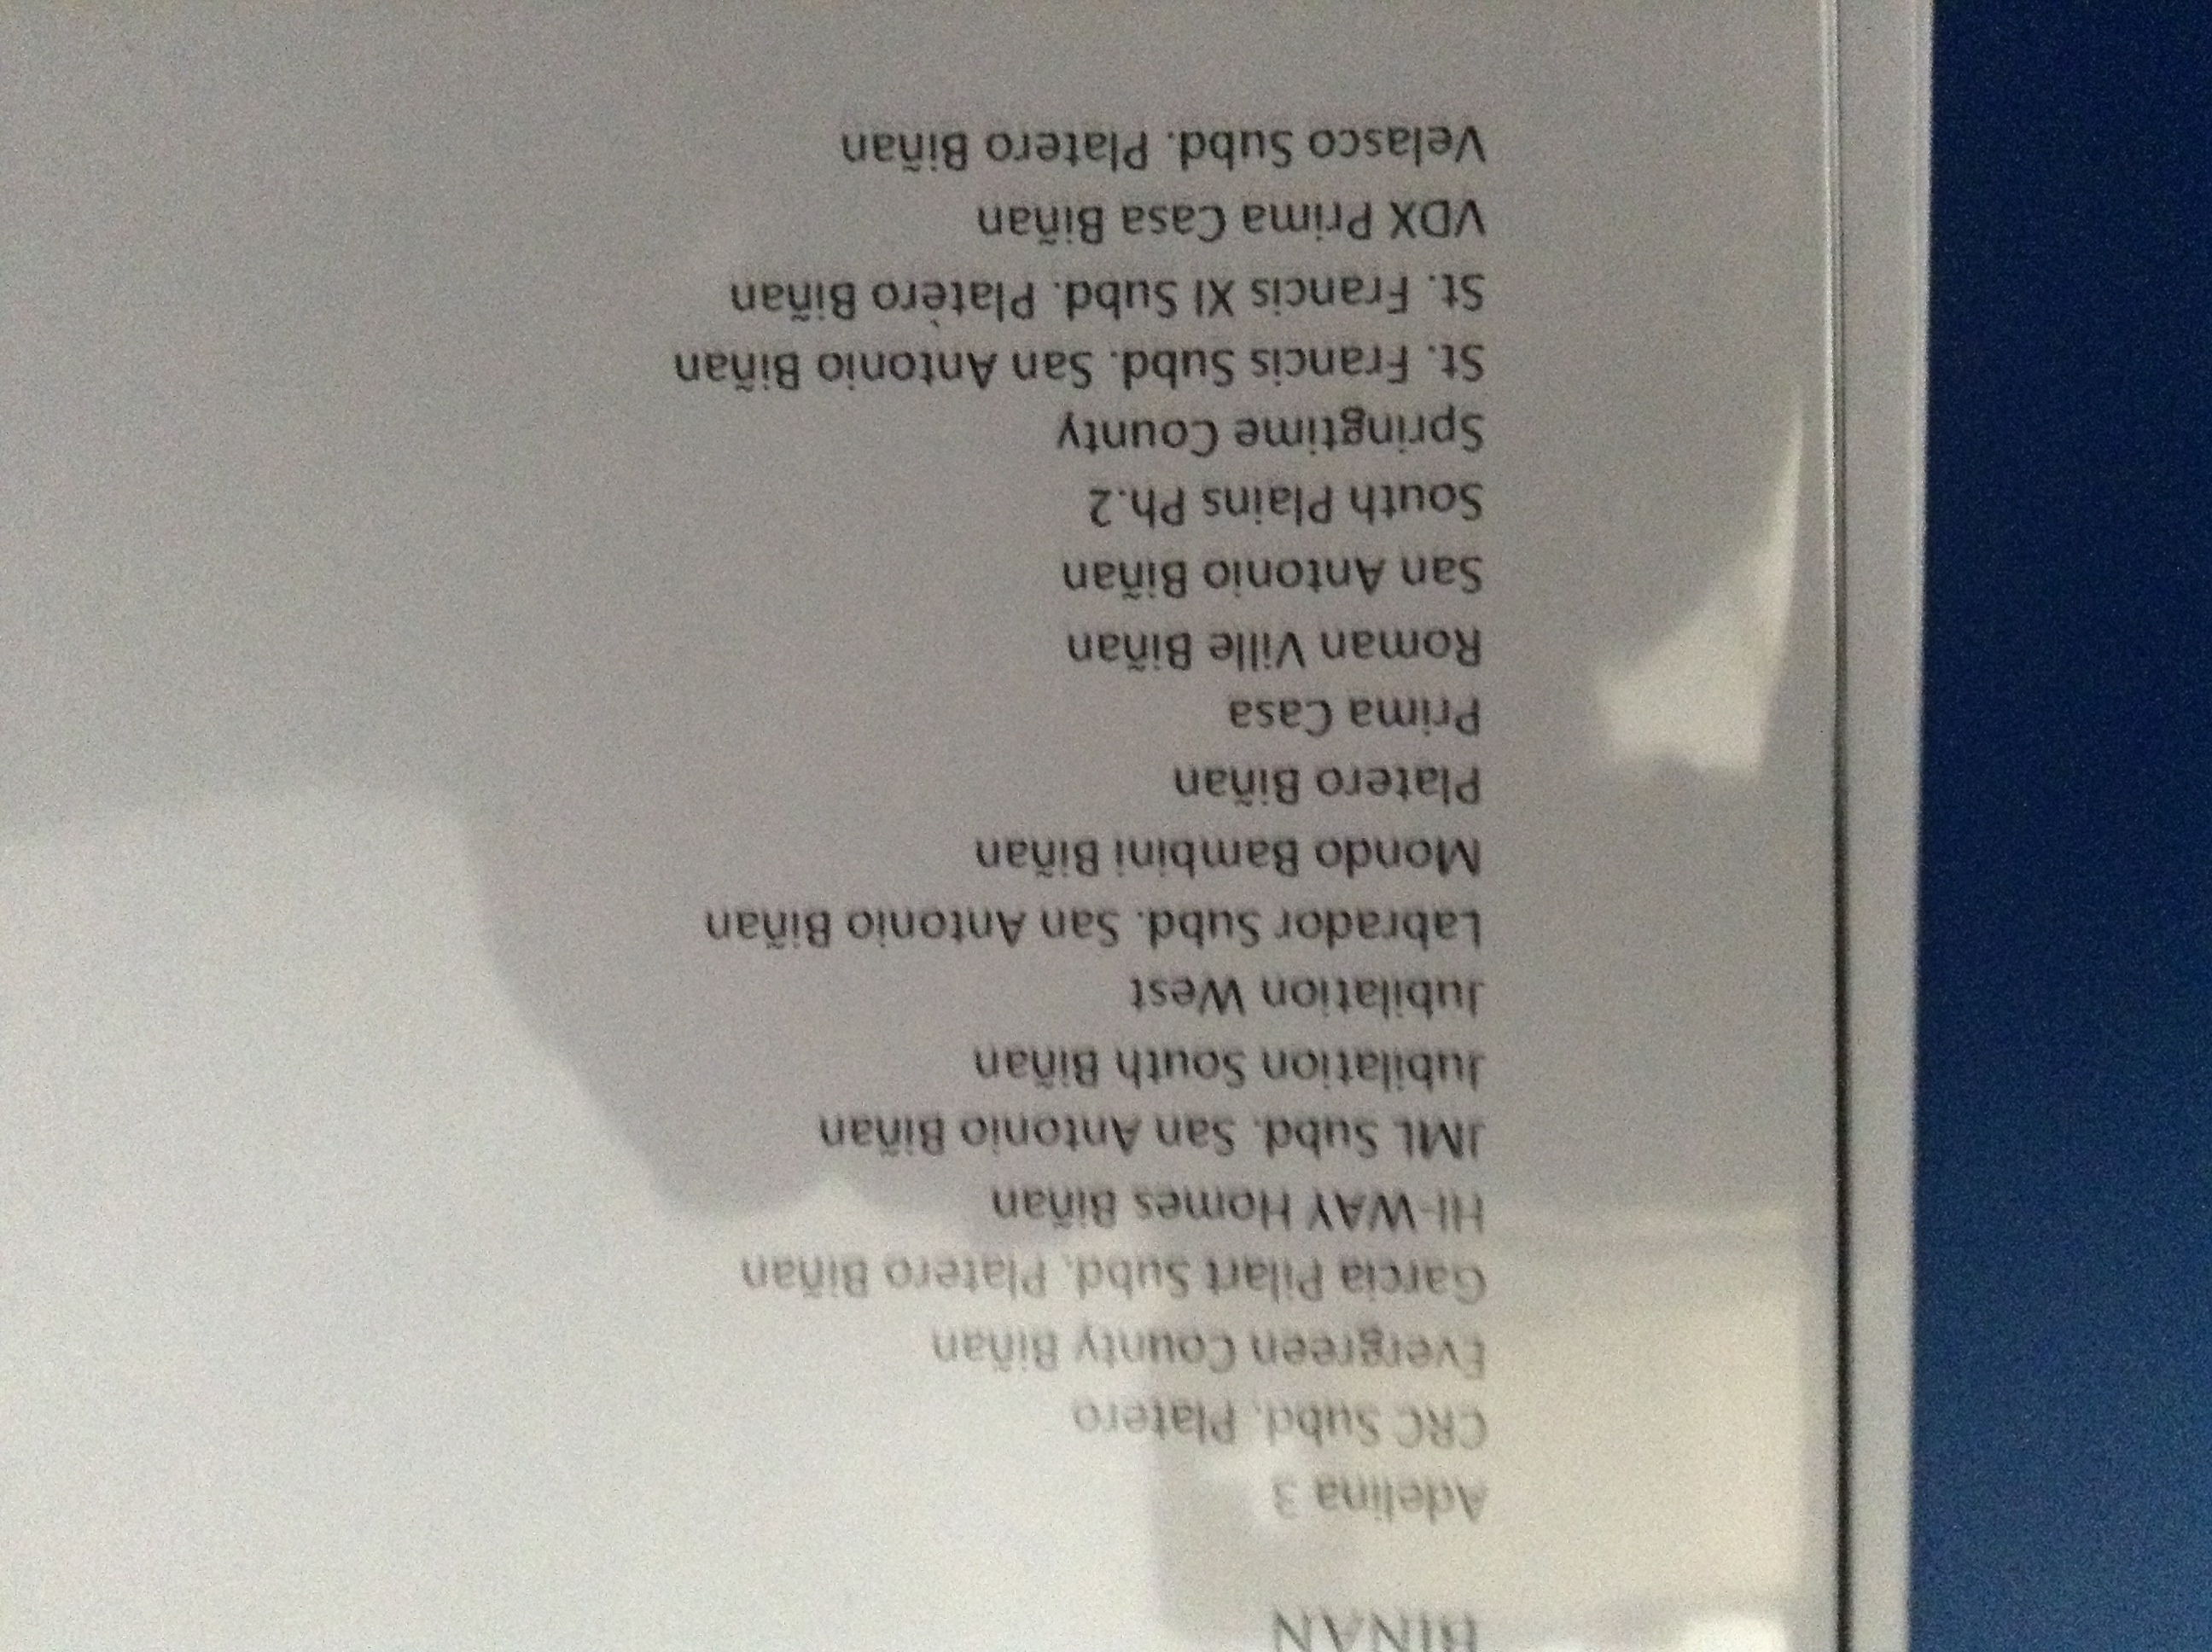 BIÑAN
Adelina 3
CRC Subd. Platero
Evergreen County Biñan
Garcia Pilart Subd. Platero Biñan
HI-WAY Homes Biñan
JML Subd. San Antonio Biñan
Jubilation South Biñan
Jubilation West
Labrador Subd. San Antonio Biñan
Mondo Bambini Biñan
Platero Biñan
Prima Casa
Roman Ville Biñan
San Antonio Biñan
South Plains Ph.2
Springtime County
St. Francis Subd. San Antonio Biñan
St. Francis XI Subd. Platero Biñan
VDX Prima Casa Biñan
Velasco Subd. Platero Biñan